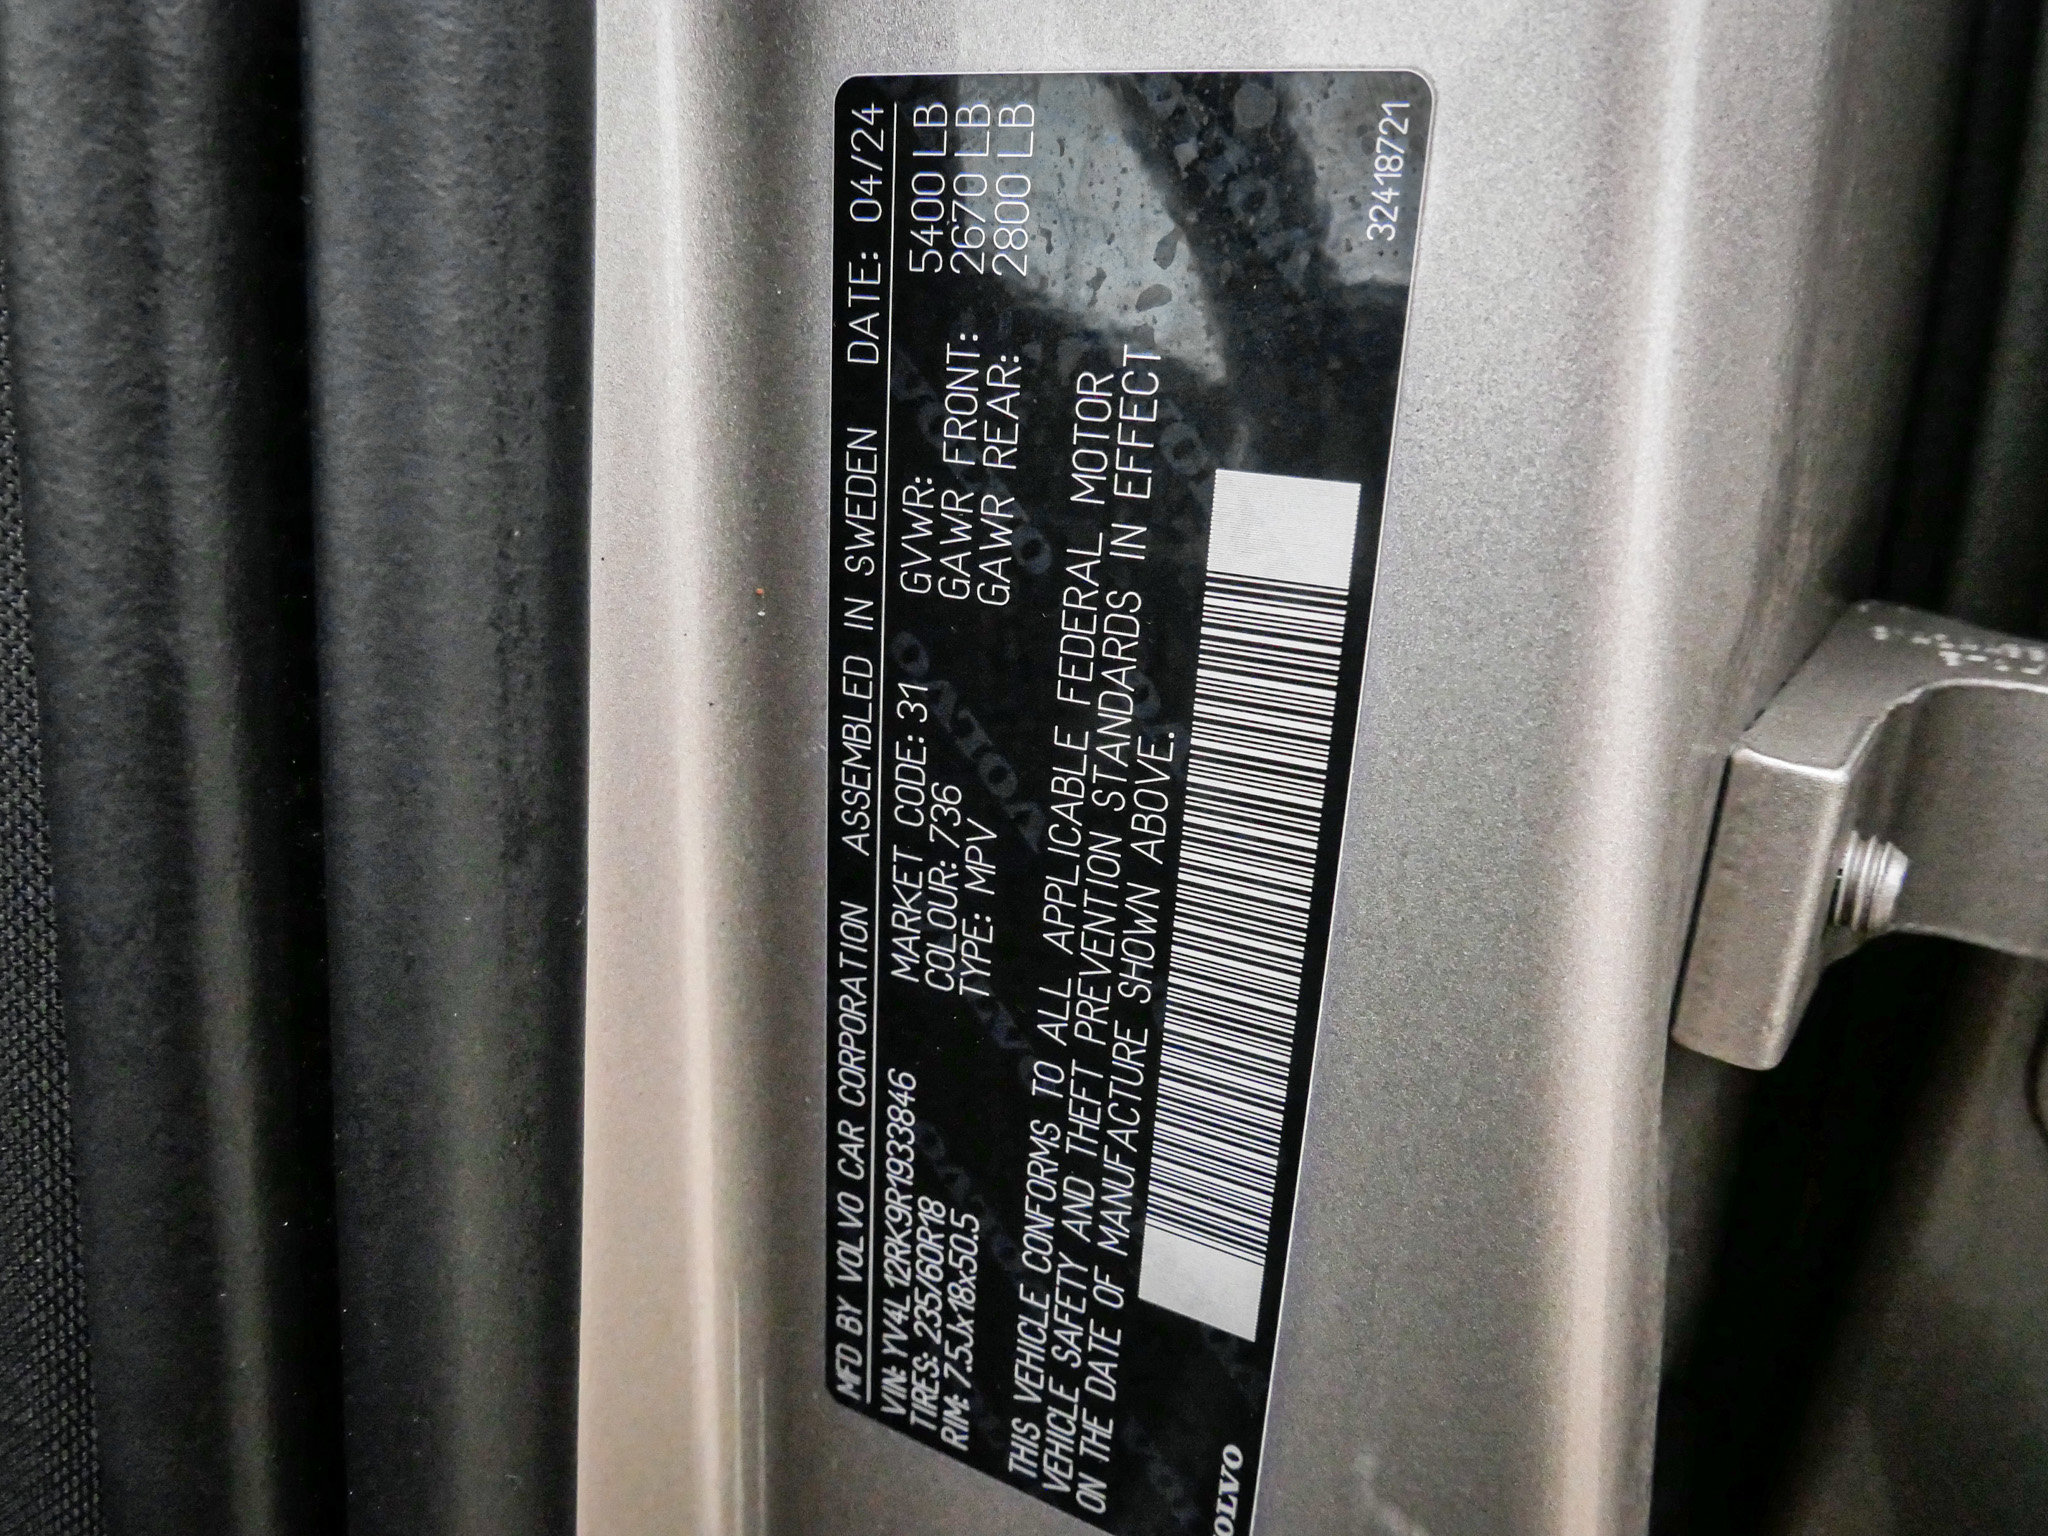 MFD BY VOLVO CAR CORPORATION ASSEMBLED IN SWEDEN DATE: 04/24
VIN: YV4L12RK9R1933846 MARKET CODE: 31 GVWR: 5400 LB
TIRES: 235/60R18 COLOUR: 736 GAWR FRONT: 2670 LB
RIM: 7.5Jx18x50.5 TYPE: MPV GAWR REAR: 2800 LB
THIS VEHICLE CONFORMS TO ALL APPLICABLE FEDERAL MOTOR
VEHICLE SAFETY AND THEFT PREVENTION STANDARDS IN EFFECT
ON THE DATE OF MANUFACTURE SHOWN ABOVE.
VOLVO 32418721